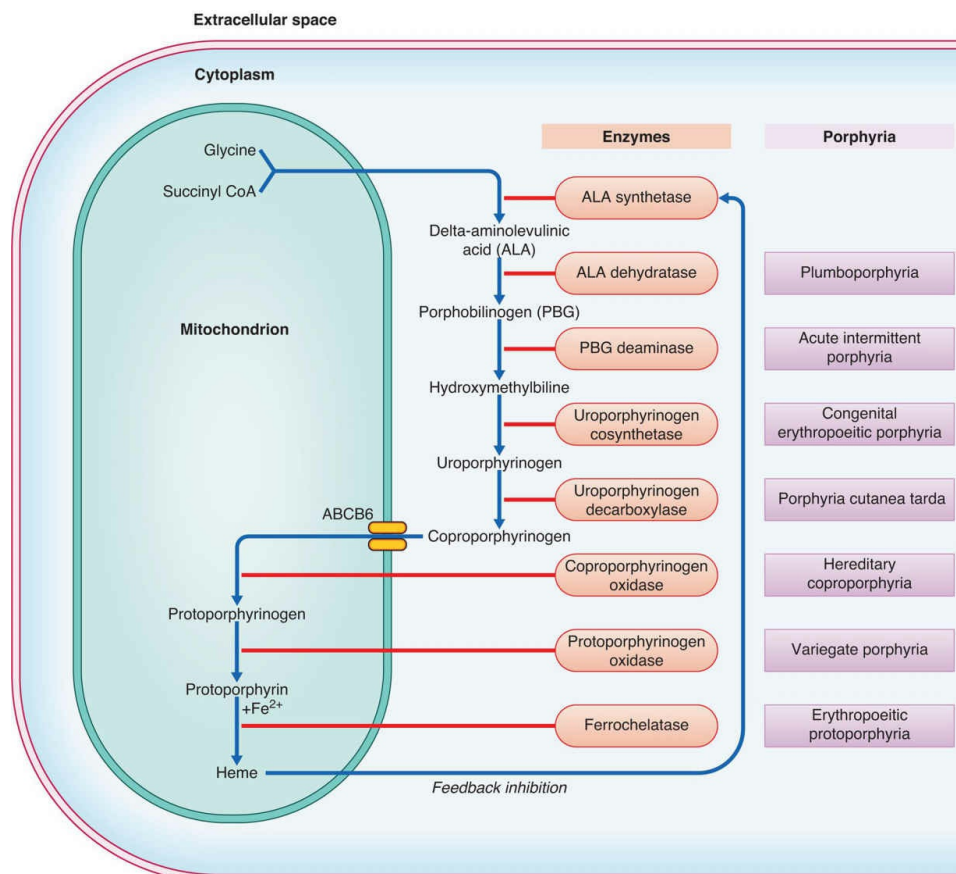 Extracellular space
Cytoplasm
Glycine
Succinyl CoA
Mitochondrion
Enzymes
Porphyria
ALA synthetase
Delta-aminolevulinic
acid (ALA)
ALA dehydratase
Plumboporphyria
Porphobilinogen (PBG)
PBG deaminase
Acute intermittent
porphyria
Hydroxymethylbiline
Uroporphyrinogen
cosynthetase
Congenital
erythropoeitic porphyria
Uroporphyrinogen
Uroporphyrinogen
decarboxylase
Porphyria cutanea tarda
ABCB6
Coproporphyrinogen
Coproporphyrinogen
oxidase
Hereditary
coproporphyria
Protoporphyrinogen
Protoporphyrinogen
oxidase
Variegate porphyria
Protoporphyrin
+Fe²⁺
Ferrochelatase
Erythropoeitic
protoporphyria
Heme
Feedback inhibition